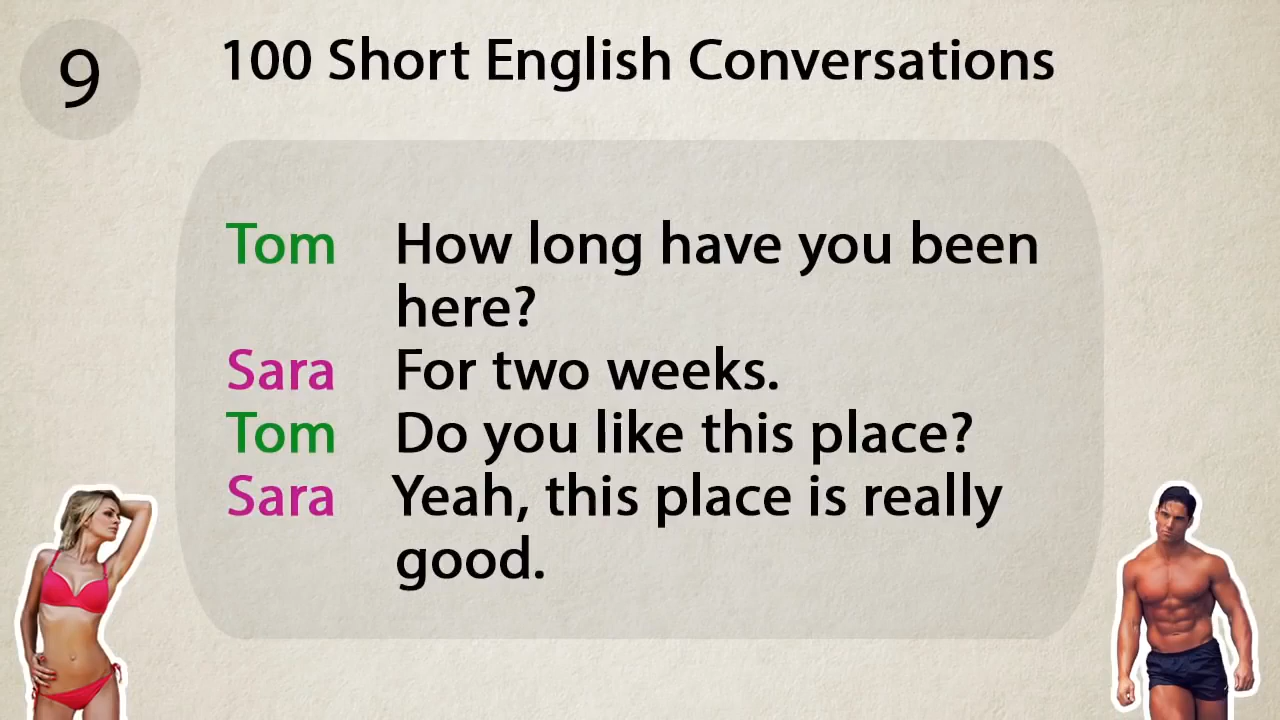 9
100 Short English Conversations
Tom How long have you been
here?
Sara For two weeks.
Tom Do you like this place?
Sara Yeah, this place is really
good.